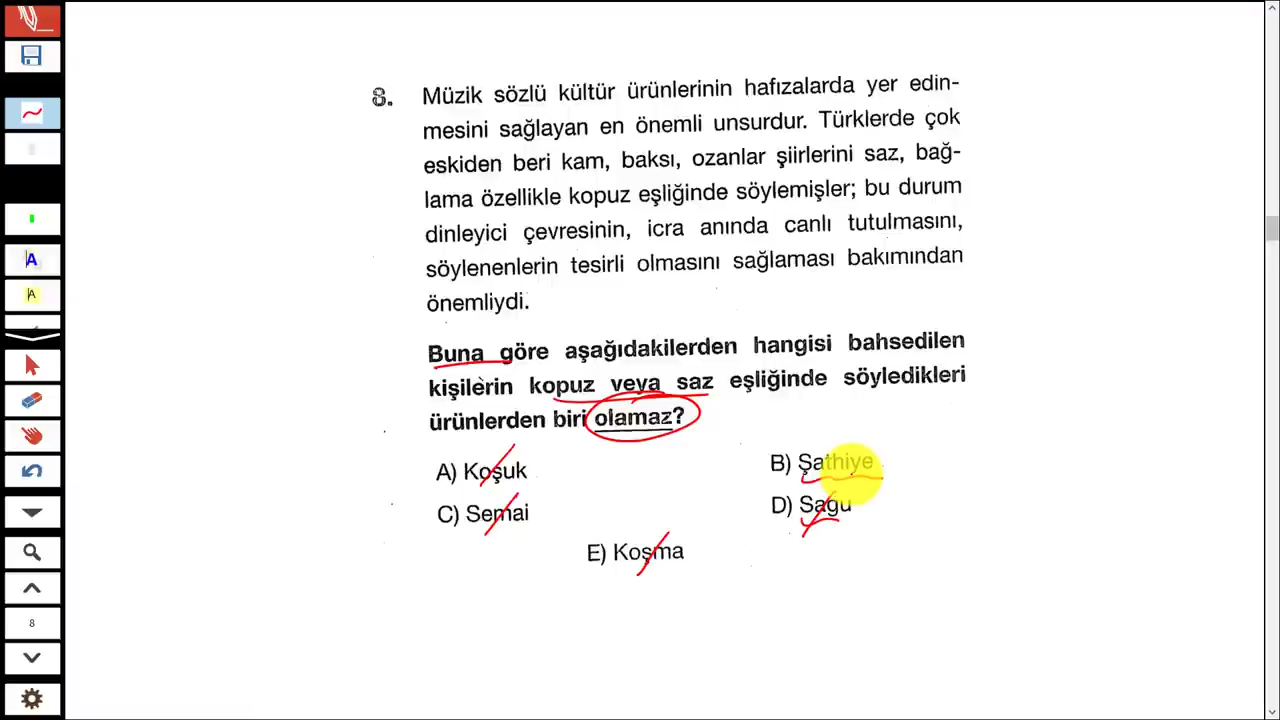 8. Müzik sözlü kültür ürünlerinin hafızalarda yer edin-
mesini sağlayan en önemli unsurdur. Türklerde çok
eskiden beri kam, baksı, ozanlar şiirlerini saz, bağ-
lama özellikle kopuz eşliğinde söylemişler; bu durum
dinleyici çevresinin, icra anında canlı tutulmasını,
söylenenlerin tesirli olmasını sağlaması bakımından
önemliydi.
Buna göre aşağıdakilerden hangisi bahsedilen
kişilerin kopuz veya saz eşliğinde söyledikleri
ürünlerden biri olamaz?
A) Koşuk B) Şathiye
C) Semai D) Sagu
E) Koşma
A
A
8